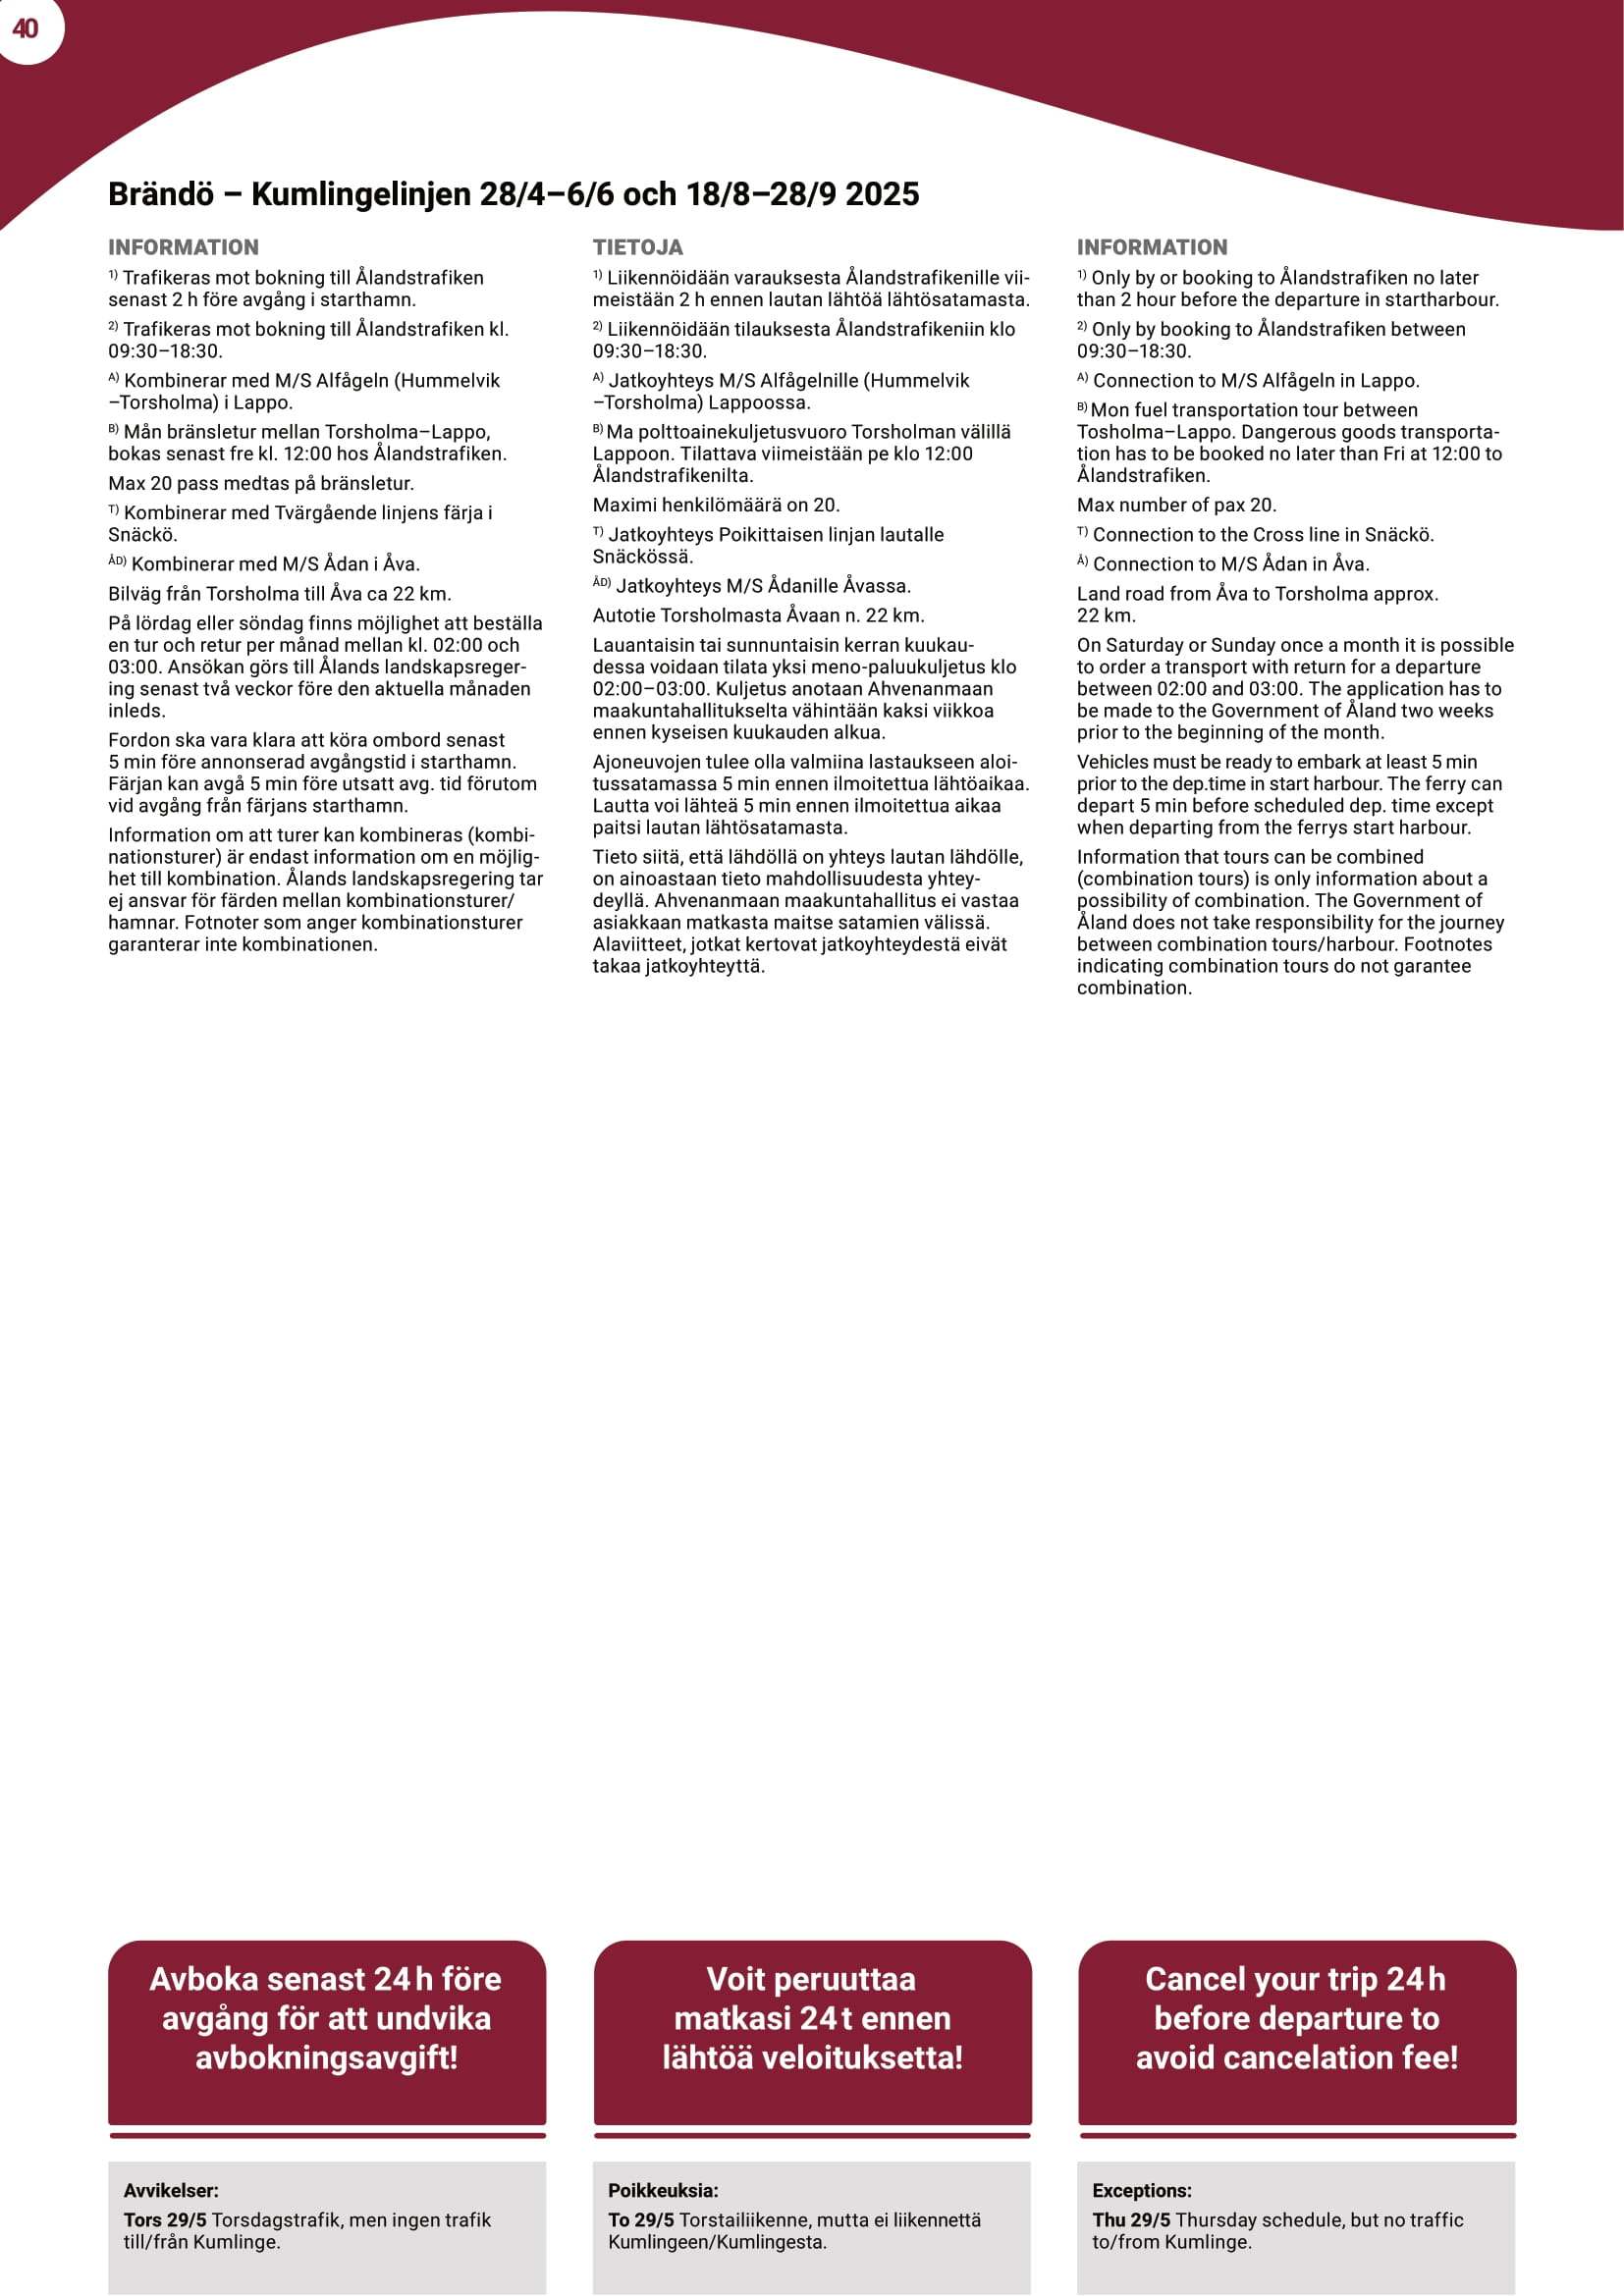 40
Brändö – Kumlingelinjen 28/4–6/6 och 18/8–28/9 2025
INFORMATION
1) Trafikeras mot bokning till Ålandstrafiken
senast 2 h före avgång i starthamn.
2) Trafikeras mot bokning till Ålandstrafiken kl.
09:30–18:30.
A) Kombinerar med M/S Alfågeln (Hummelvik
–Torsholma) i Lappo.
B) Mån bränsletur mellan Torsholma–Lappo,
bokas senast fre kl. 12:00 hos Ålandstrafiken.
Max 20 pass medtas på bränsletur.
T) Kombinerar med Tvärgående linjens färja i
Snäckö.
ÅD) Kombinerar med M/S Ådan i Åva.
Bilväg från Torsholma till Åva ca 22 km.
På lördag eller söndag finns möjlighet att beställa
en tur och retur per månad mellan kl. 02:00 och
03:00. Ansökan görs till Ålands landskapsreger-
ing senast två veckor före den aktuella månaden
inleds.
Fordon ska vara klara att köra ombord senast
5 min före annonserad avgångstid i starthamn.
Färjan kan avgå 5 min före utsatt avg. tid förutom
vid avgång från färjans starthamn.
Information om att turer kan kombineras (kombi-
nationsturer) är endast information om en möjlig-
het till kombination. Ålands landskapsregering tar
ej ansvar för färden mellan kombinationsturer/
hamnar. Fotnoter som anger kombinationsturer
garanterar inte kombinationen.
TIETOJA
1) Liikennöidään varauksesta Ålandstrafikenille vii-
meistään 2 h ennen lautan lähtöä lähtösatamasta.
2) Liikennöidään tilauksesta Ålandstrafikeniin klo
09:30–18:30.
A) Jatkoyhteys M/S Alfågelnille (Hummelvik
–Torsholma) Lappoossa.
B) Ma polttoainekuljetusvuoro Torsholman välillä
Lappoon. Tilattava viimeistään pe klo 12:00
Ålandstrafikenilta.
Maximi henkilömäärä on 20.
T) Jatkoyhteys Poikittaisen linjan lautalle
Snäckössä.
ÅD) Jatkoyhteys M/S Ådanille Åvassa.
Autotie Torsholmasta Åvaan n. 22 km.
Lauantaisin tai sunnuntaisin kerran kuukau-
dessa voidaan tilata yksi meno-paluukuljetus klo
02:00–03:00. Kuljetus anotaan Ahvenanmaan
maakuntahallitukselta vähintään kaksi viikkoa
ennen kyseisen kuukauden alkua.
Ajoneuvojen tulee olla valmiina lastaukseen aloi-
tussatamassa 5 min ennen ilmoitettua lähtöaikaa.
Lautta voi lähteä 5 min ennen ilmoitettua aikaa
paitsi lautan lähtösatamasta.
Tieto siitä, että lähdöllä on yhteys lautan lähdölle,
on ainoastaan tieto mahdollisuudesta yhtey-
deyllä. Ahvenanmaan maakuntahallitus ei vastaa
asiakkaan matkasta maitse satamien välissä.
Alaviitteet, jotkat kertovat jatkoyhteydestä eivät
takaa jatkoyhteyttä.
INFORMATION
1) Only by or booking to Ålandstrafiken no later
than 2 hour before the departure in startharbour.
2) Only by booking to Ålandstrafiken between
09:30–18:30.
A) Connection to M/S Alfågeln in Lappo.
B) Mon fuel transportation tour between
Tosholma–Lappo. Dangerous goods transporta-
tion has to be booked no later than Fri at 12:00 to
Ålandstrafiken.
Max number of pax 20.
T) Connection to the Cross line in Snäckö.
Å) Connection to M/S Ådan in Åva.
Land road from Åva to Torsholma approx.
22 km.
On Saturday or Sunday once a month it is possible
to order a transport with return for a departure
between 02:00 and 03:00. The application has to
be made to the Government of Åland two weeks
prior to the beginning of the month.
Vehicles must be ready to embark at least 5 min
prior to the dep.time in start harbour. The ferry can
depart 5 min before scheduled dep. time except
when departing from the ferrys start harbour.
Information that tours can be combined
(combination tours) is only information about a
possibility of combination. The Government of
Åland does not take responsibility for the journey
between combination tours/harbour. Footnotes
indicating combination tours do not garantee
combination.
Avboka senast 24 h före
avgång för att undvika
avbokningsavgift!
Voit peruuttaa
matkasi 24 t ennen
lähtöä veloituksetta!
Cancel your trip 24 h
before departure to
avoid cancelation fee!
Avvikelser:
Tors 29/5 Torsdagstrafik, men ingen trafik
till/från Kumlinge.
Poikkeuksia:
To 29/5 Torstailiikenne, mutta ei liikennettä
Kumlingeen/Kumlingesta.
Exceptions:
Thu 29/5 Thursday schedule, but no traffic
to/from Kumlinge.